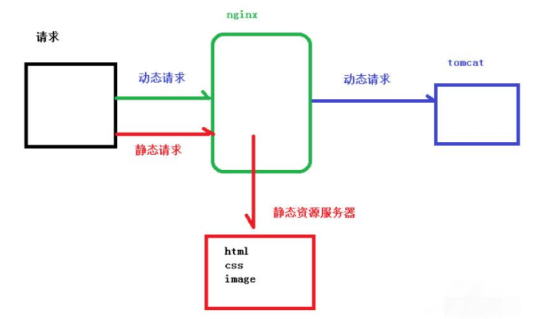 nginx
请求
tomcat
动态请求
动态请求
静态请求
静态资源服务器
html
css
image